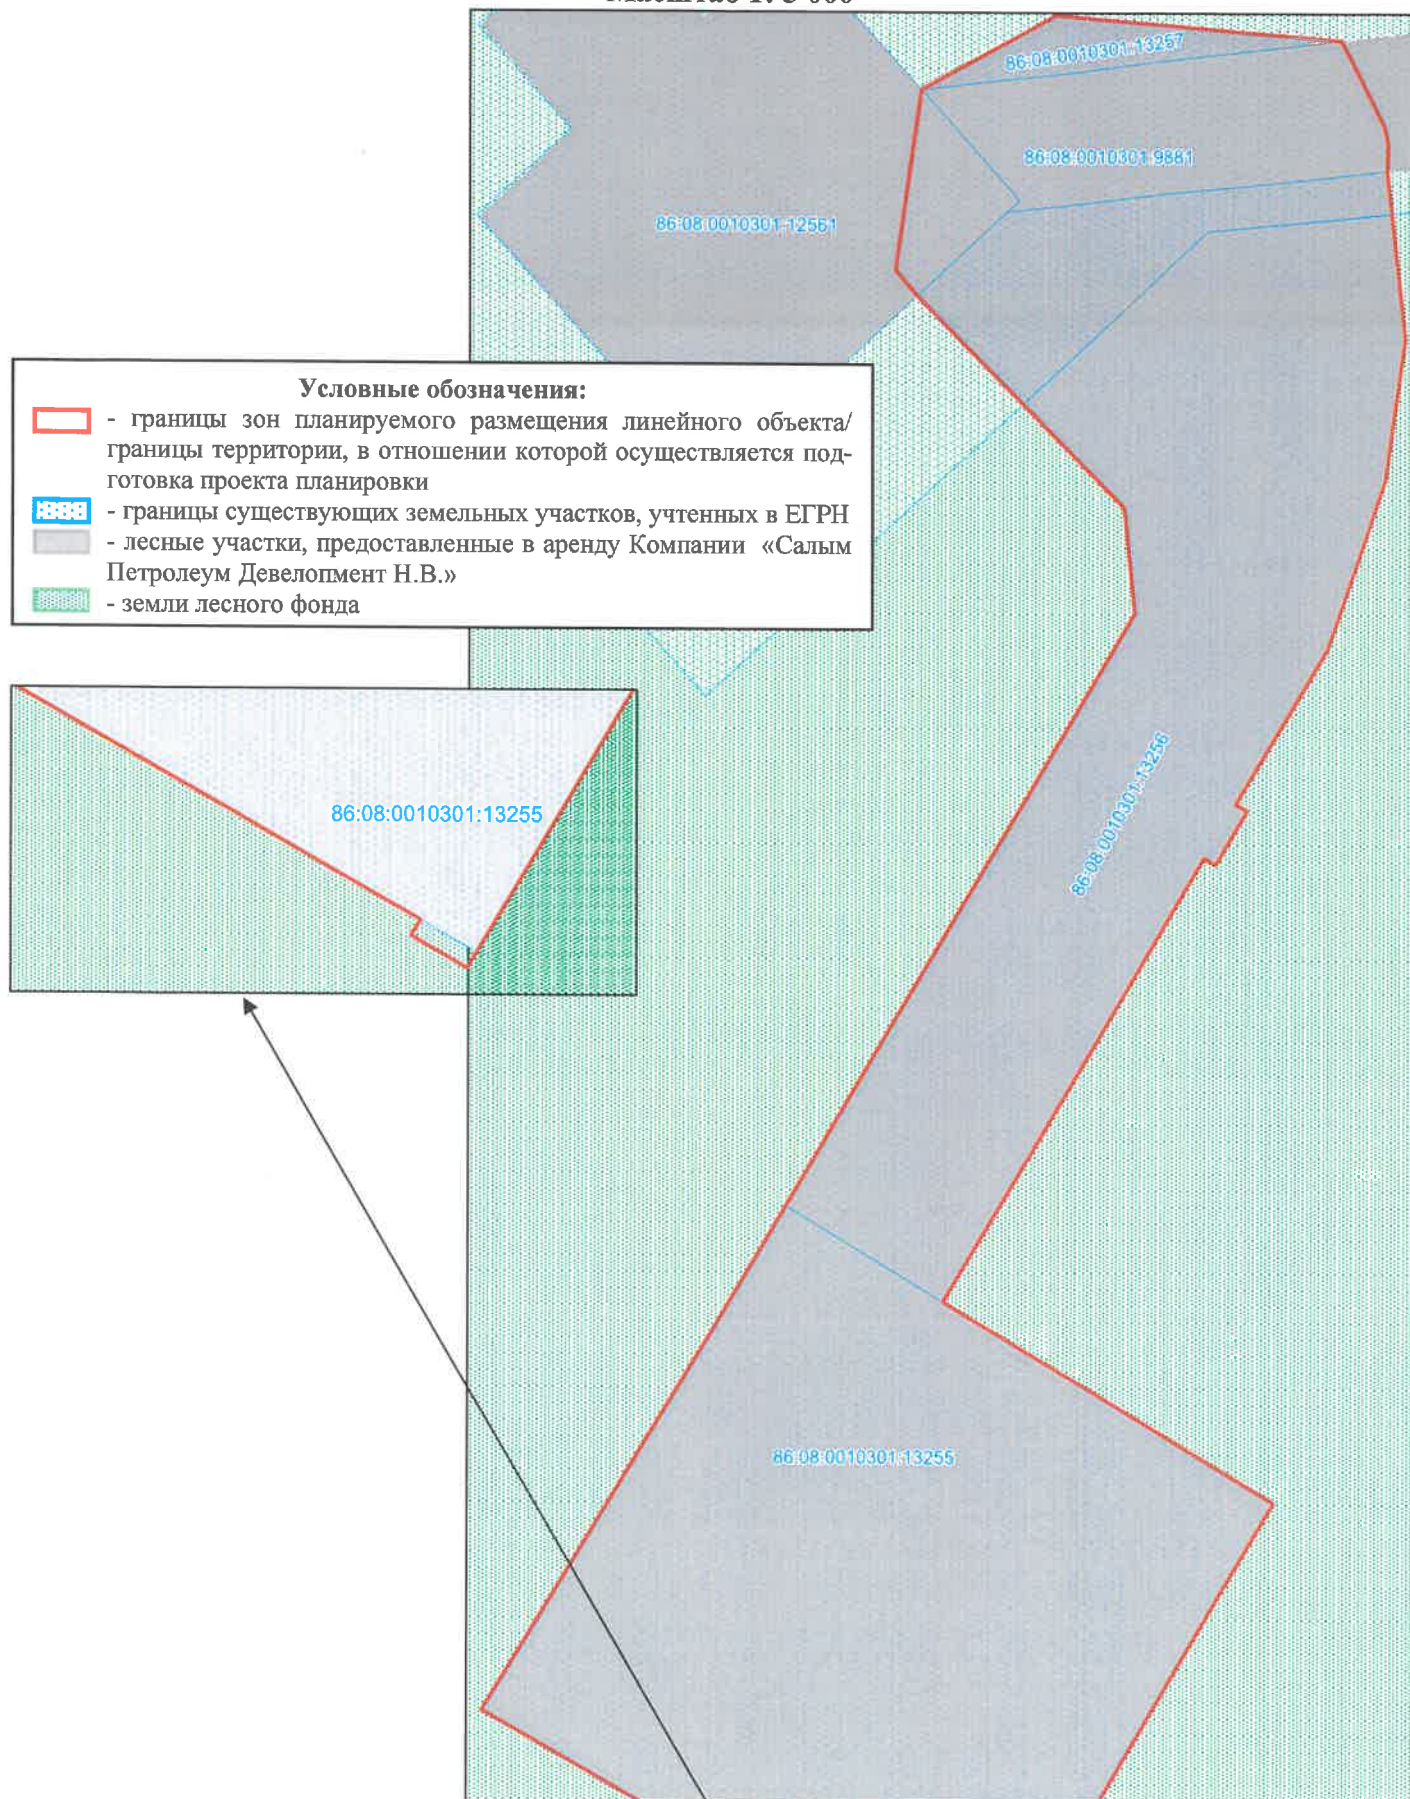 86:08:0010301:13257
86:08:0010301:9881
86:08:0010301:12561
Условные обозначения:
- границы зон планируемого размещения линейного объекта/
границы территории, в отношении которой осуществляется под-
готовка проекта планировки
- границы существующих земельных участков, учтенных в ЕГРН
- лесные участки, предоставленные в аренду Компании «Салым
Петролеум Девелопмент Н.В.»
- земли лесного фонда
86:08:0010301:13255
86:08:0010301:13256
86:08:0010301:13255